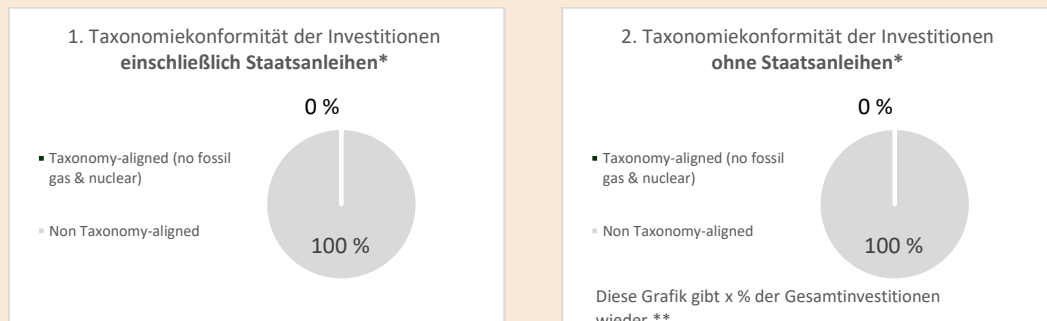 1. Taxonomiekonformität der Investitionen
einschließlich Staatsanleihen*
0 %
Taxonomy-aligned (no fossil
gas & nuclear)
Non Taxonomy-aligned
100 %
2. Taxonomiekonformität der Investitionen
ohne Staatsanleihen*
0 %
Taxonomy-aligned (no fossil
gas & nuclear)
Non Taxonomy-aligned
100 %
Diese Grafik gibt x % der Gesamtinvestitionen
wieder.**